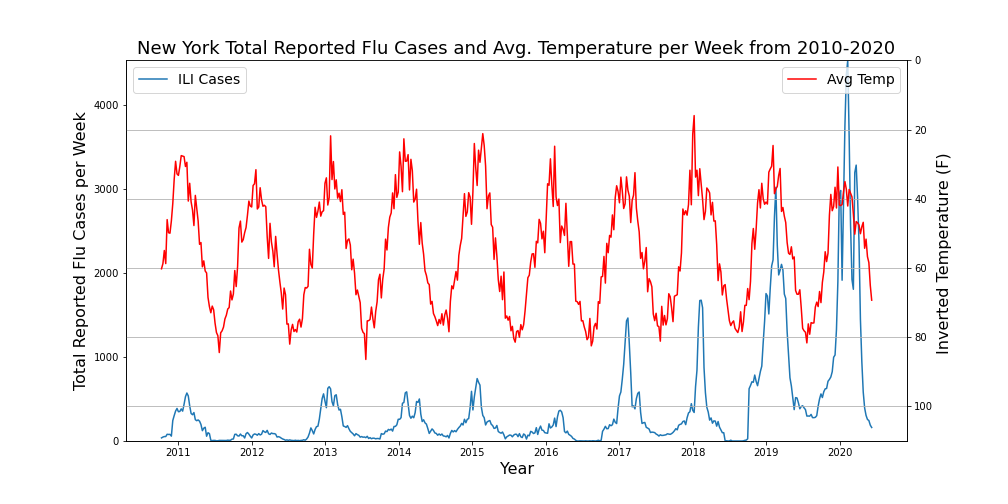 New York Total Reported Flu Cases and Avg. Temperature per Week from 2010-2020
ILI Cases
Avg Temp
Total Reported Flu Cases per Week
4000
3000
2000
1000
0
0
20
40
60
80
100
Inverted Temperature (F)
2011 2012 2013 2014 2015 2016 2017 2018 2019 2020
Year